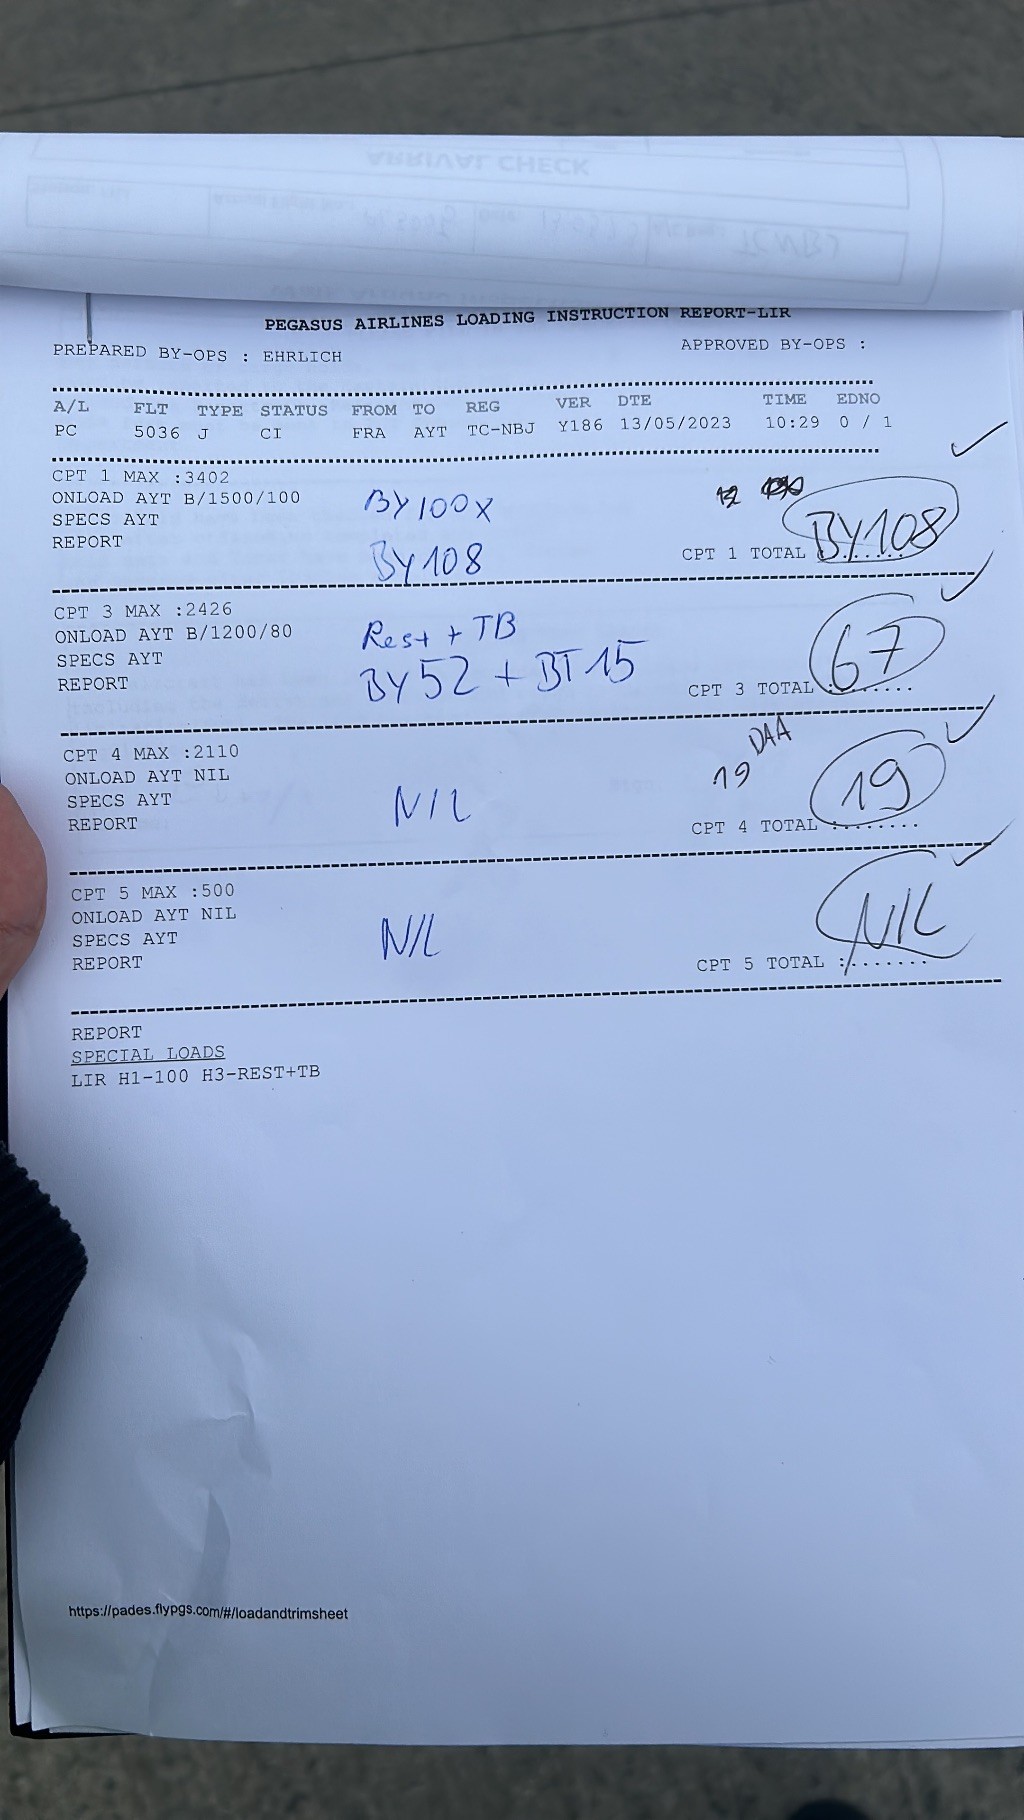 ARRIVAL CHECK
PEGASUS AIRLINES LOADING INSTRUCTION REPORT-LIR
PREPARED BY-OPS : EHRLICH APPROVED BY-OPS :
A/L FLT TYPE STATUS FROM TO REG VER DTE TIME EDNO
PC 5036 J CI FRA AYT TC-NBJ Y186 13/05/2023 10:29 0 / 1
CPT 1 MAX :3402
ONLOAD AYT B/1500/100 BY100X
SPECS AYT
REPORT BY108 CPT 1 TOTAL BY108
CPT 3 MAX :2426
ONLOAD AYT B/1200/80 Rest + TB
SPECS AYT
REPORT BY52 + BT15 CPT 3 TOTAL : 67
CPT 4 MAX :2110 DAA
ONLOAD AYT NIL 19
SPECS AYT
REPORT NIL CPT 4 TOTAL : 19
CPT 5 MAX :500
ONLOAD AYT NIL
SPECS AYT NIL
REPORT CPT 5 TOTAL : NIL
REPORT
SPECIAL LOADS
LIR H1-100 H3-REST+TB
https://pades.flypgs.com/#/loadandtrimsheet